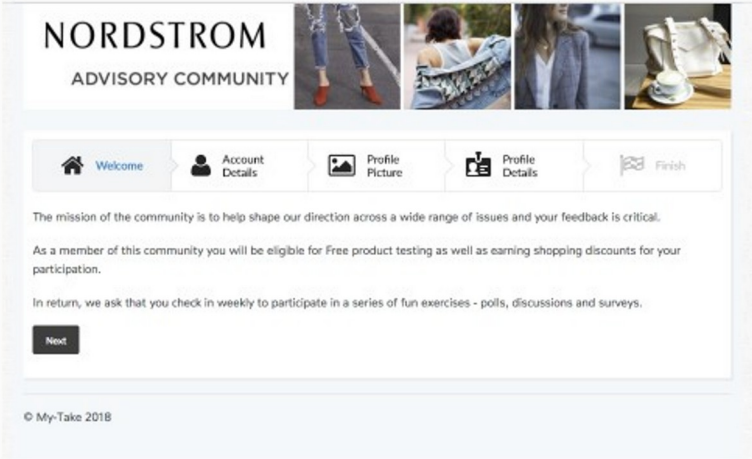 NORDSTROM
ADVISORY COMMUNITY
Welcome
Account
Details
Profile
Picture
Profile
Details
Finish
The mission of the community is to help shape our direction across a wide range of issues and your feedback is critical.
As a member of this community you will be eligible for Free product testing as well as earning shopping discounts for your
participation.
In return, we ask that you check in weekly to participate in a series of fun exercises - polls, discussions and surveys.
Next
© My-Take 2018